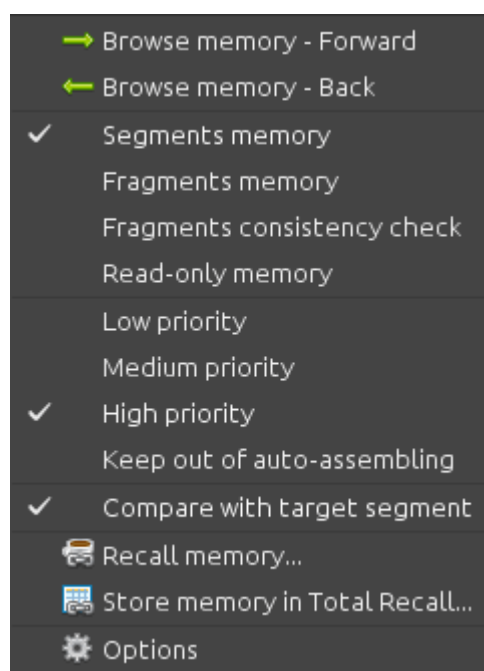 Browse memory - Forward
Browse memory - Back
Segments memory
Fragments memory
Fragments consistency check
Read-only memory
Low priority
Medium priority
High priority
Keep out of auto-assembling
Compare with target segment
Recall memory...
Store memory in Total Recall...
Options